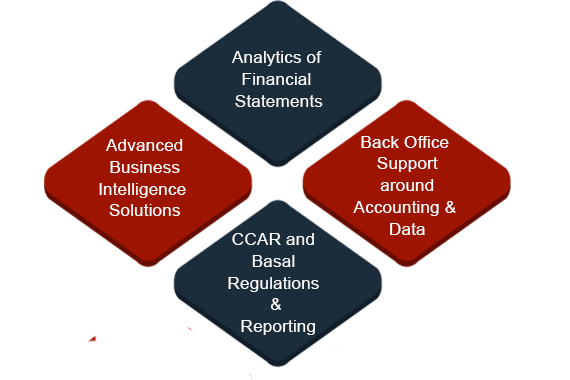 Analytics of
Financial
Statements
Advanced
Business
Intelligence
Solutions
Back Office
Support
around
Accounting &
Data
CCAR and
Basal
Regulations
&
Reporting